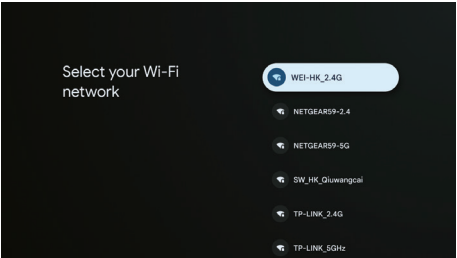 Select your Wi-Fi
network
WEI-HK_2.4G
NETGEAR59-2.4
NETGEAR59-5G
SW_HK_Qiuwangcai
TP-LINK_2.4G
TP-LINK_5GHz